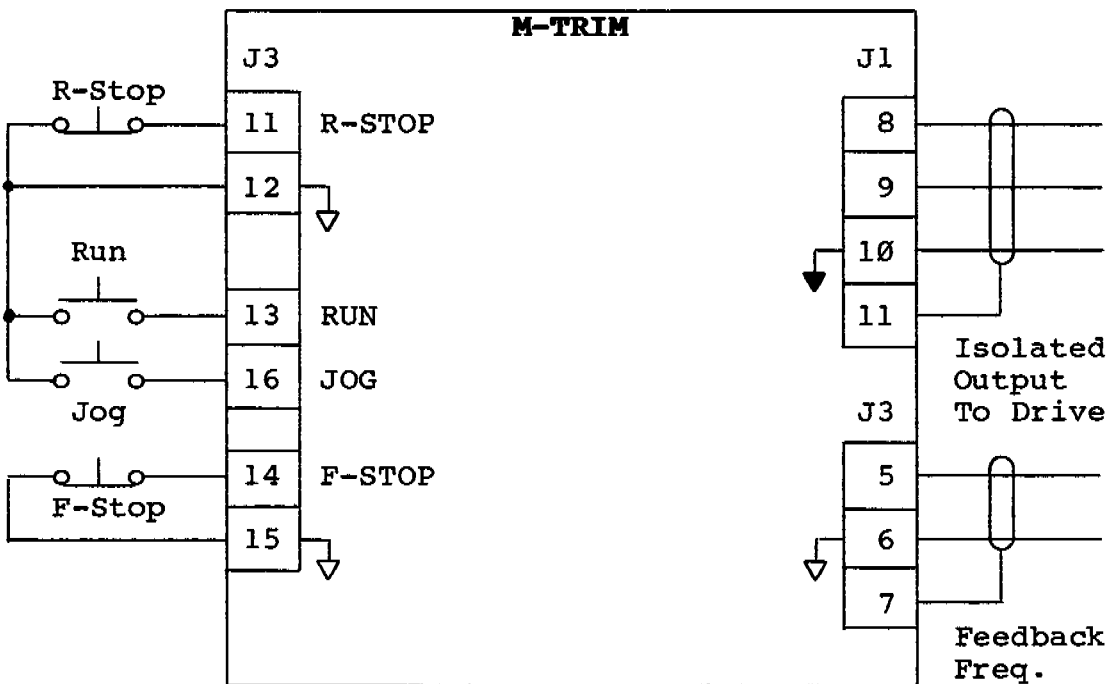 M-TRIM
J3
R-Stop
11 R-STOP
12
Run
13 RUN
16 JOG
Jog
14 F-STOP
F-Stop
15
J1
8
9
10
11
Isolated
Output
To Drive
J3
5
6
7
Feedback
Freq.